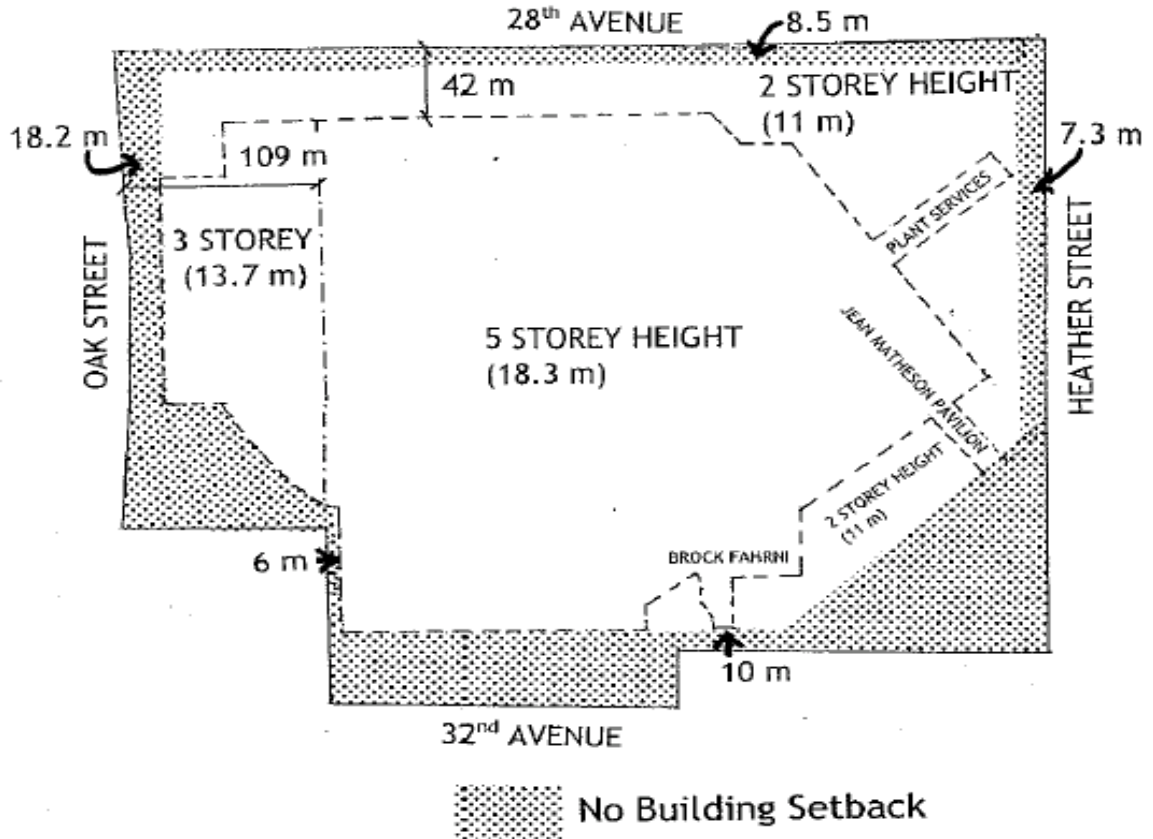 28th AVENUE
8.5 m
42 m
2 STOREY HEIGHT
(11 m)
18.2 m
109 m
7.3 m
PLANT SERVICES
3 STOREY
(13.7 m)
OAK STREET
HEATHER STREET
5 STOREY HEIGHT
(18.3 m)
JEAN MATHESON PAVILION
2 STOREY HEIGHT
(11 m)
BROCK FAHRNI
6 m
10 m
32nd AVENUE
No Building Setback